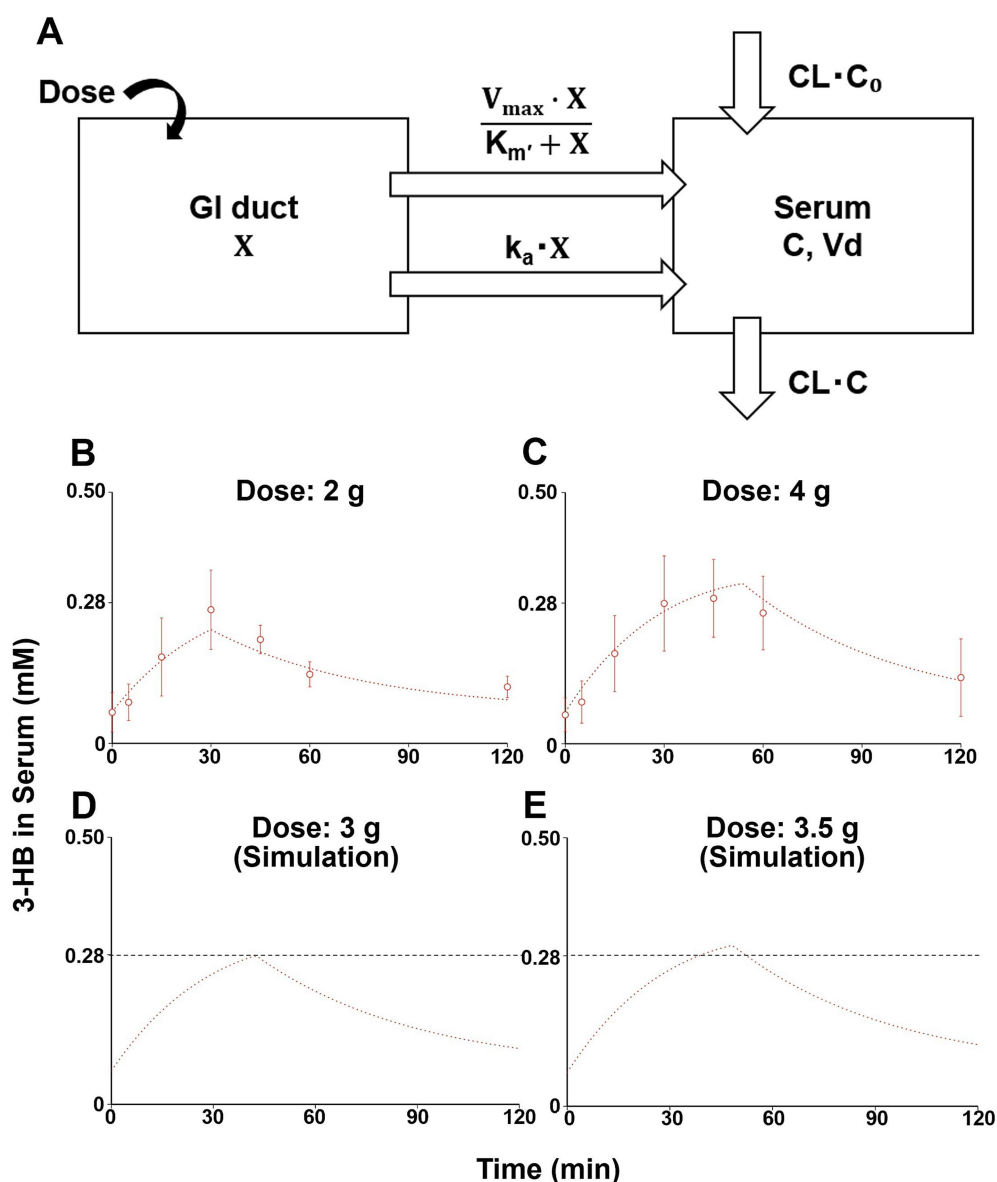 A
Dose
GI duct
X
Vmax · X
Km′ + X
ka·X
CL·C₀
Serum
C, Vd
CL·C
B
Dose: 2 g
0.50
0.28
0
0 30 60 90 120
C
Dose: 4 g
0.50
0.28
0
0 30 60 90 120
D
Dose: 3 g
(Simulation)
0.50
0.28
0
0 30 60 90 120
E
Dose: 3.5 g
(Simulation)
0.50
0.28
0
0 30 60 90 120
3-HB in Serum (mM)
Time (min)